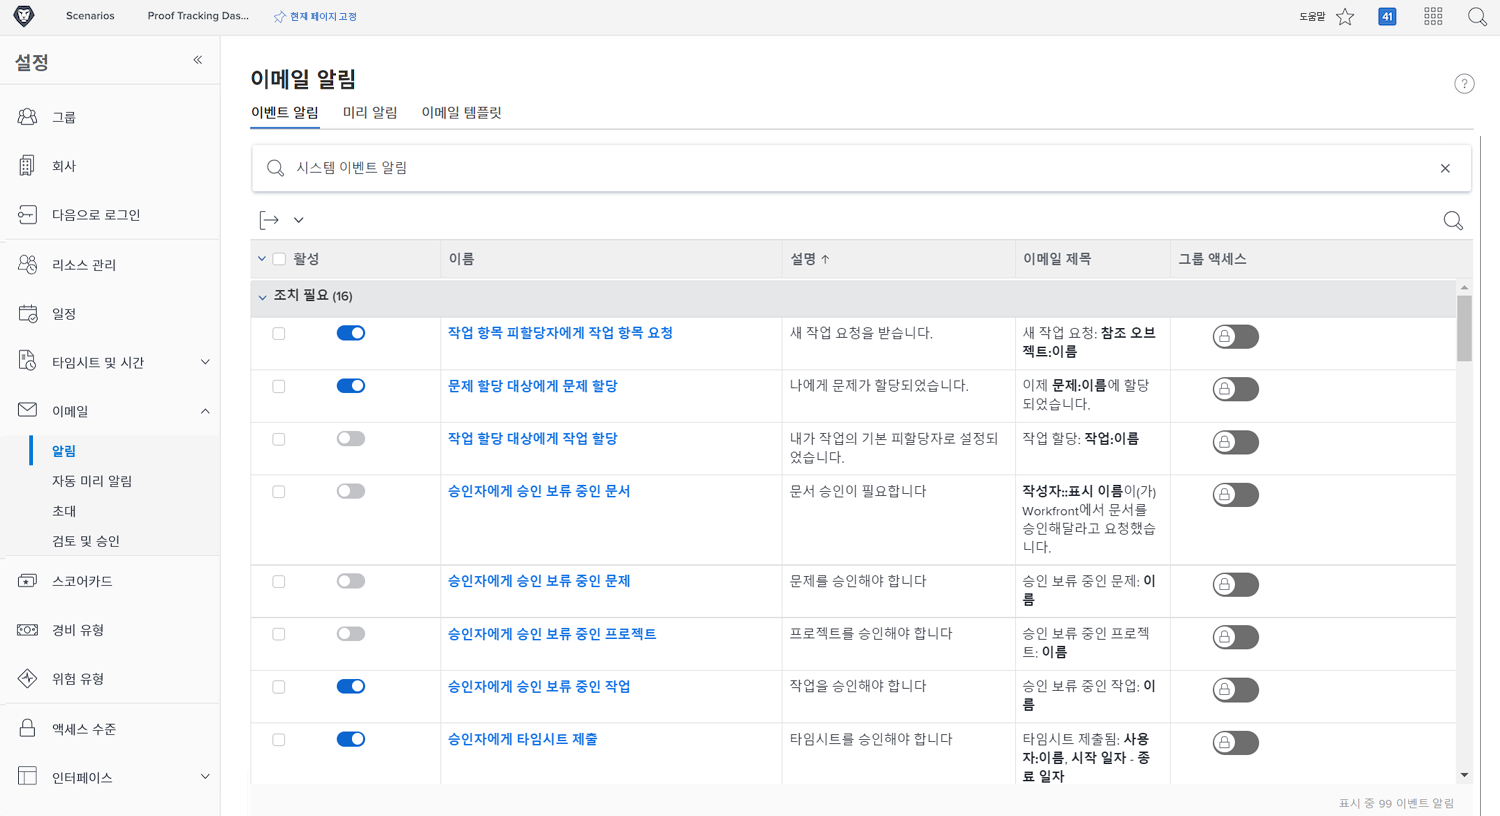 Scenarios
Proof Tracking Das...
현재 페이지 고정
도움말
41
설정
그룹
회사
다음으로 로그인
리소스 관리
일정
타임시트 및 시간
이메일
알림
자동 미리 알림
초대
검토 및 승인
스코어카드
경비 유형
위험 유형
액세스 수준
인터페이스
이메일 알림
이벤트 알림
미리 알림
이메일 템플릿
시스템 이벤트 알림
활성
이름
설명
이메일 제목
그룹 액세스
조치 필요 (16)
작업 항목 피할당자에게 작업 항목 요청
새 작업 요청을 받습니다.
새 작업 요청: 참조 오브
젝트:이름
문제 할당 대상에게 문제 할당
나에게 문제가 할당되었습니다.
이제 문제:이름에 할당
되었습니다.
작업 할당 대상에게 작업 할당
내가 작업의 기본 피할당자로 설정되
었습니다.
작업 할당: 작업:이름
승인자에게 승인 보류 중인 문서
문서 승인이 필요합니다
작성자::표시 이름이(가)
Workfront에서 문서를
승인해달라고 요청했습
니다.
승인자에게 승인 보류 중인 문제
문제를 승인해야 합니다
승인 보류 중인 문제: 이
름
승인자에게 승인 보류 중인 프로젝트
프로젝트를 승인해야 합니다
승인 보류 중인 프로젝
트: 이름
승인자에게 승인 보류 중인 작업
작업을 승인해야 합니다
승인 보류 중인 작업: 이
름
승인자에게 타임시트 제출
타임시트를 승인해야 합니다
타임시트 제출됨: 사용
자:이름, 시작 일자 - 종
료 일자
표시 중 99 이벤트 알림